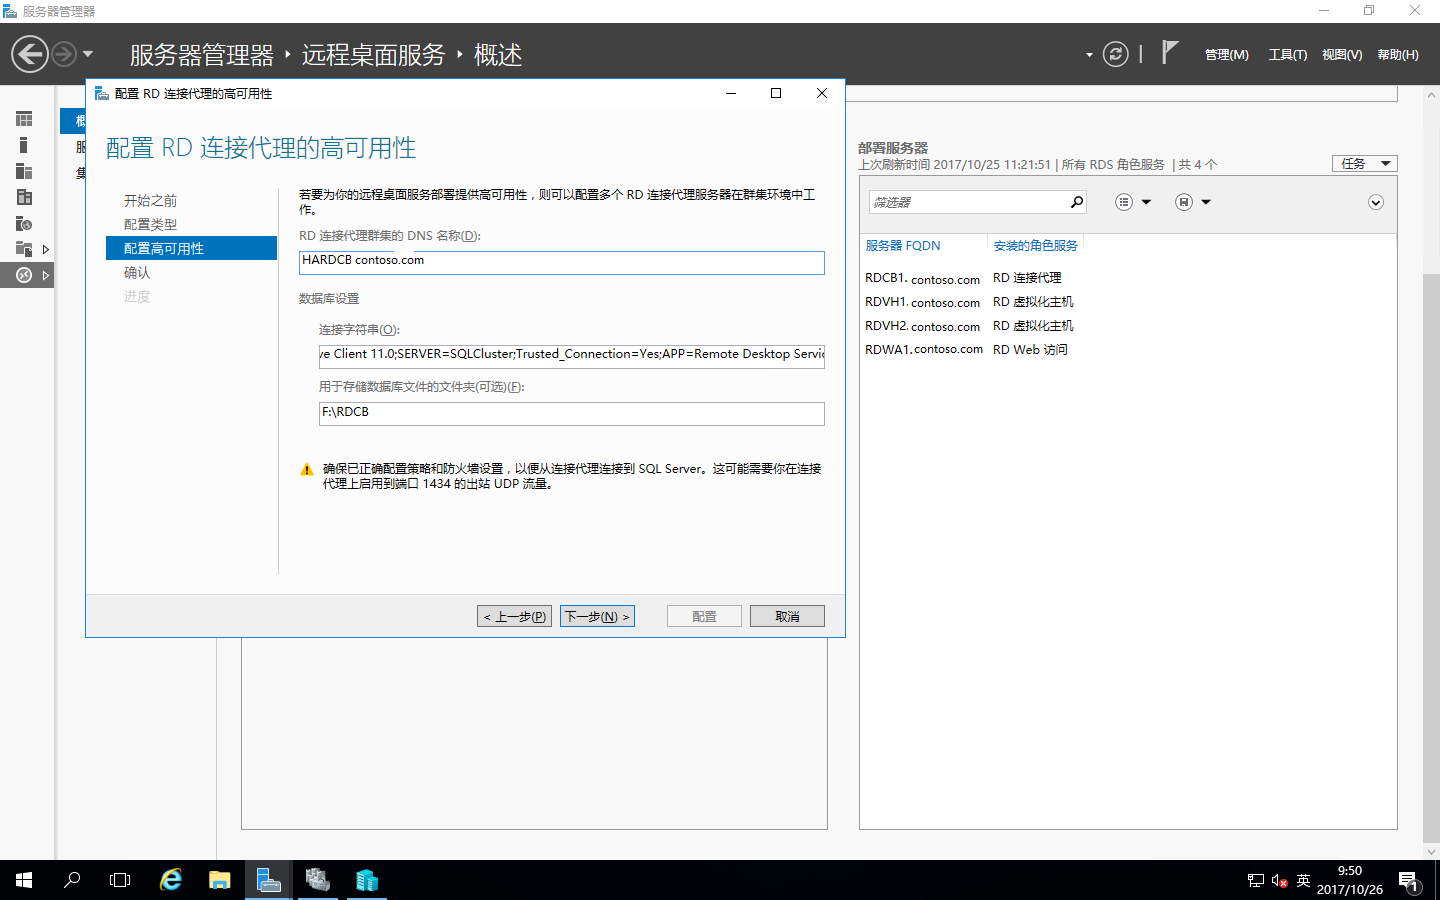 服务器管理器
服务器管理器 ‣ 远程桌面服务 ‣ 概述
管理(M) 工具(T) 视图(V) 帮助(H)
配置 RD 连接代理的高可用性
配置 RD 连接代理的高可用性
开始之前
配置类型
配置高可用性
确认
进度
若要为你的远程桌面服务部署提供高可用性，则可以配置多个 RD 连接代理服务器在群集环境中工
作。
RD 连接代理群集的 DNS 名称(D):
HARDCB contoso.com
数据库设置
连接字符串(O):
ve Client 11.0;SERVER=SQLCluster;Trusted_Connection=Yes;APP=Remote Desktop Servic
用于存储数据库文件的文件夹(可选)(F):
F:\RDCB
确保已正确配置策略和防火墙设置，以便从连接代理连接到 SQL Server。这可能需要你在连接
代理上启用到端口 1434 的出站 UDP 流量。
< 上一步(P) 下一步(N) > 配置 取消
部署服务器
上次刷新时间 2017/10/25 11:21:51 | 所有 RDS 角色服务 | 共 4 个
任务
筛选器
服务器 FQDN 安装的角色服务
RDCB1. contoso.com RD 连接代理
RDVH1. contoso.com RD 虚拟化主机
RDVH2. contoso.com RD 虚拟化主机
RDWA1. contoso.com RD Web 访问
英
9:50
2017/10/26
1